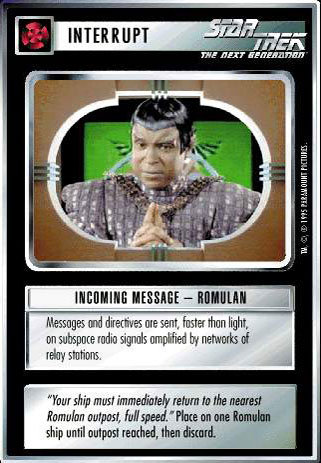 INTERRUPT
STAR TREK
THE NEXT GENERATION
TM, © & © 1995 PARAMOUNT PICTURES.
INCOMING MESSAGE – ROMULAN
Messages and directives are sent, faster than light,
on subspace radio signals amplified by networks of
relay stations.
"Your ship must immediately return to the nearest
Romulan outpost, full speed." Place on one Romulan
ship until outpost reached, then discard.